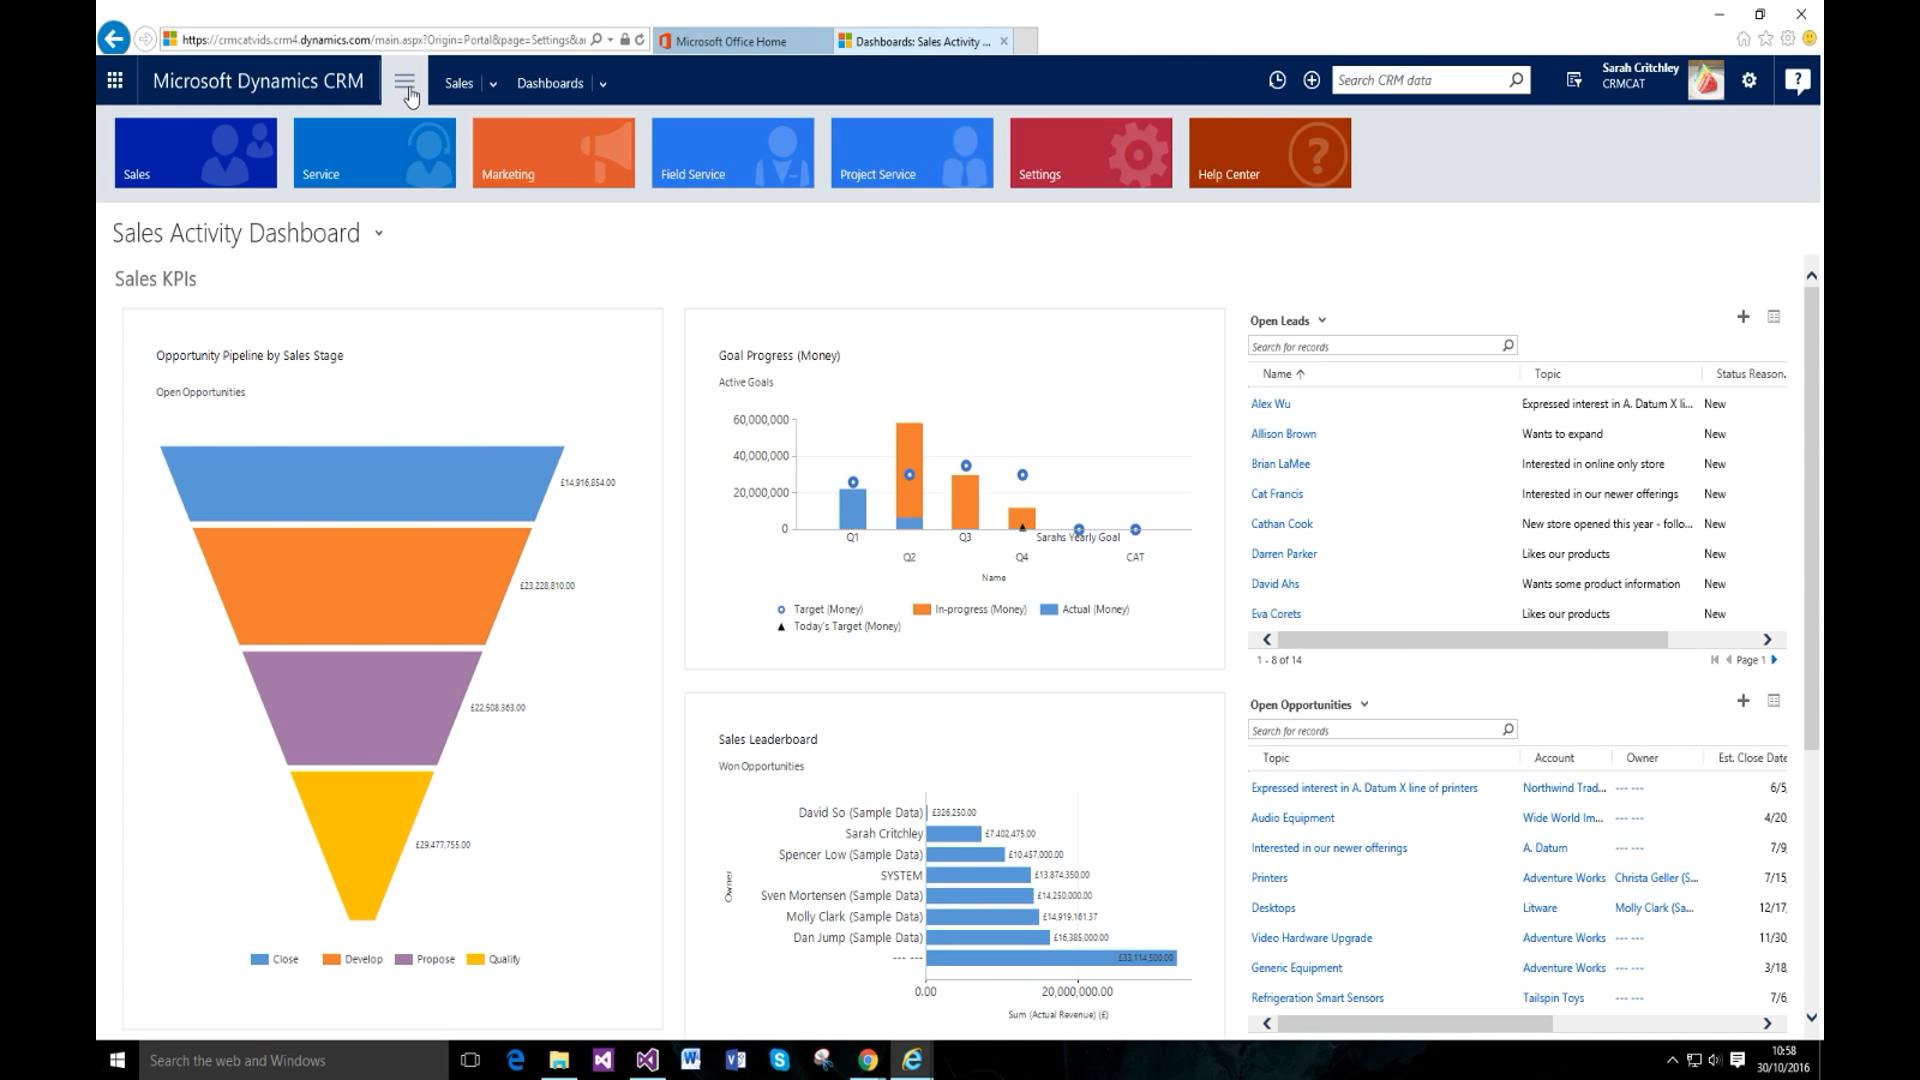 https://crmcatvids.crm4.dynamics.com/main.aspx?Origin=Portal&page=Settings&ai
Microsoft Office Home
Dashboards: Sales Activity ...
Microsoft Dynamics CRM
Sales
Dashboards
Search CRM data
Sarah Critchley
CRMCAT
?
Sales
Service
Marketing
Field Service
Project Service
Settings
Help Center
Sales Activity Dashboard
Sales KPIs
Opportunity Pipeline by Sales Stage
Open Opportunities
£14,916,854.00
£23,228,810.00
£22,508,363.00
£29,477,755.00
Close Develop Propose Qualify
Goal Progress (Money)
Active Goals
60,000,000
40,000,000
20,000,000
0
Q1 Q3 Sarahs Yearly Goal
Q2 Q4 CAT
Name
Target (Money) In-progress (Money) Actual (Money)
Today's Target (Money)
Sales Leaderboard
Won Opportunities
Owner
David So (Sample Data) £326,250.00
Sarah Critchley £7,402,475.00
Spencer Low (Sample Data) £10,457,000.00
SYSTEM £13,874,350.00
Sven Mortensen (Sample Data) £14,250,000.00
Molly Clark (Sample Data) £14,919,161.37
Dan Jump (Sample Data) £16,385,000.00
--- --- £33,114,500.00
0.00 20,000,000.00
Sum (Actual Revenue) (£)
Open Leads
Search for records
Name Topic Status Reason.
Alex Wu Expressed interest in A. Datum X li... New
Allison Brown Wants to expand New
Brian LaMee Interested in online only store New
Cat Francis Interested in our newer offerings New
Cathan Cook New store opened this year - follo... New
Darren Parker Likes our products New
David Ahs Wants some product information New
Eva Corets Likes our products New
1 - 8 of 14 Page 1
Open Opportunities
Search for records
Topic Account Owner Est. Close Date
Expressed interest in A. Datum X line of printers Northwind Trad... --- --- 6/5
Audio Equipment Wide World Im... --- --- 4/20
Interested in our newer offerings A. Datum --- --- 7/9
Printers Adventure Works Christa Geller (S... 7/15
Desktops Litware Molly Clark (Sa... 12/17
Video Hardware Upgrade Adventure Works --- --- 11/30
Generic Equipment Adventure Works --- --- 3/18
Refrigeration Smart Sensors Tailspin Toys --- --- 7/6
Search the web and Windows
10:58
30/10/2016